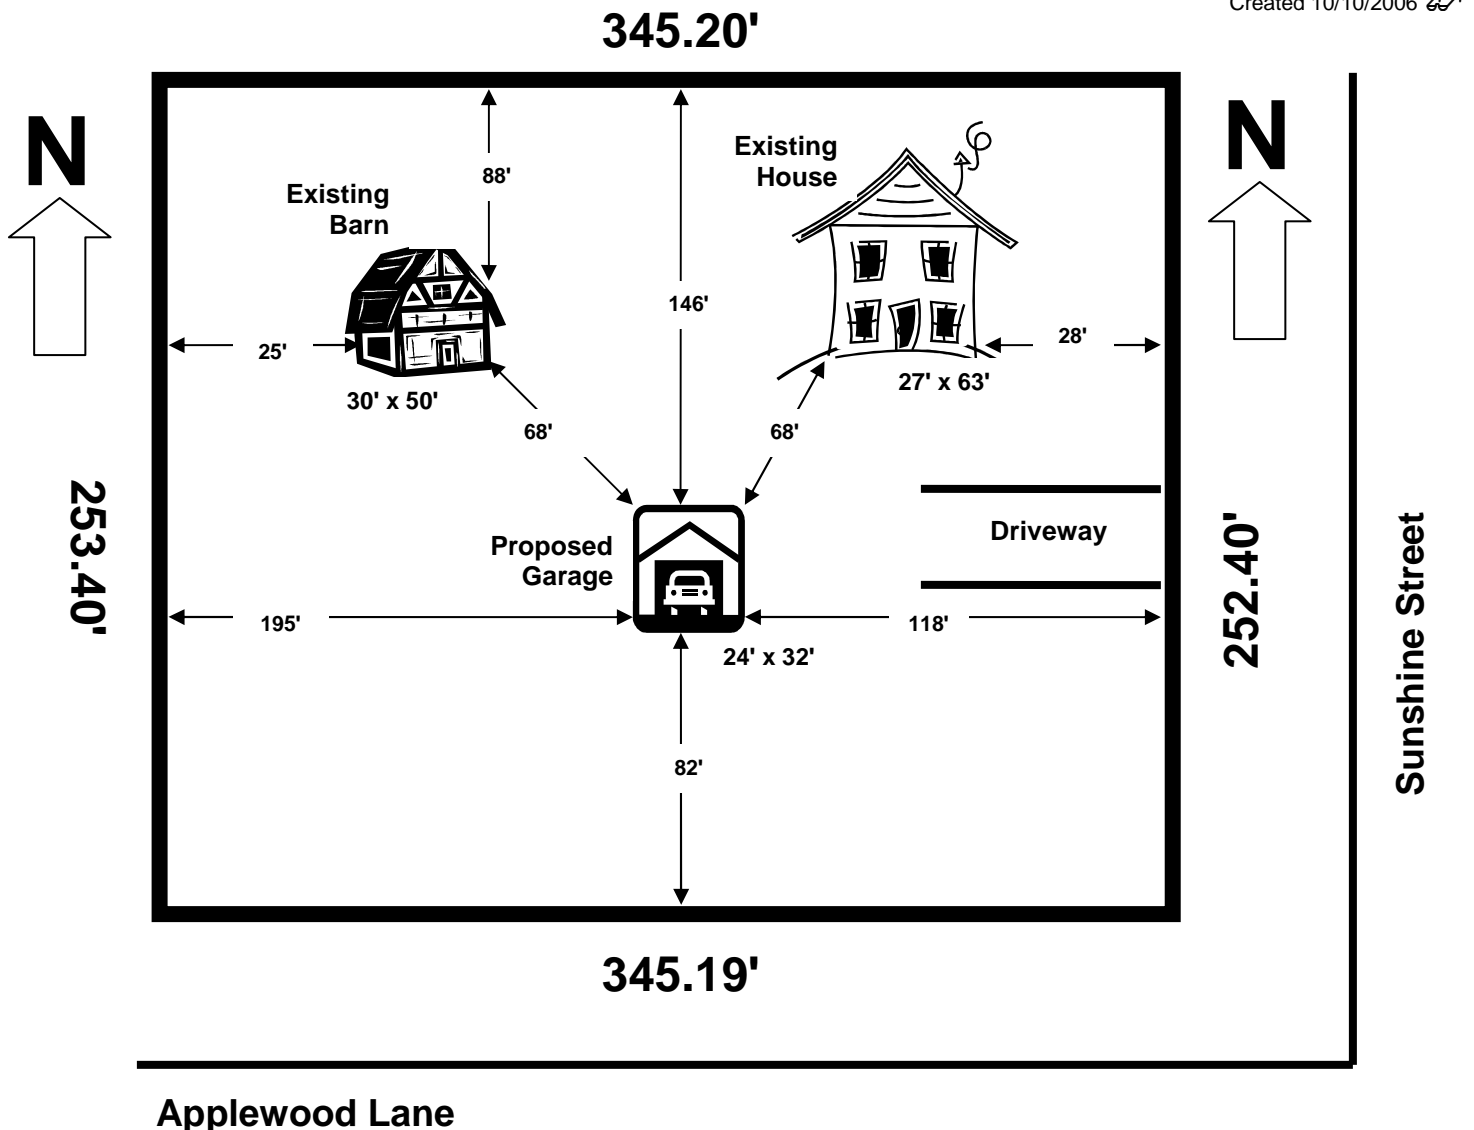 Created 10/10/2006
345.20'
N
N
Existing
House
88'
Existing
Barn
146'
28'
25'
27' x 63'
30' x 50'
68'
68'
253.40'
Driveway
252.40'
Sunshine Street
Proposed
Garage
195'
118'
24' x 32'
82'
345.19'
Applewood Lane